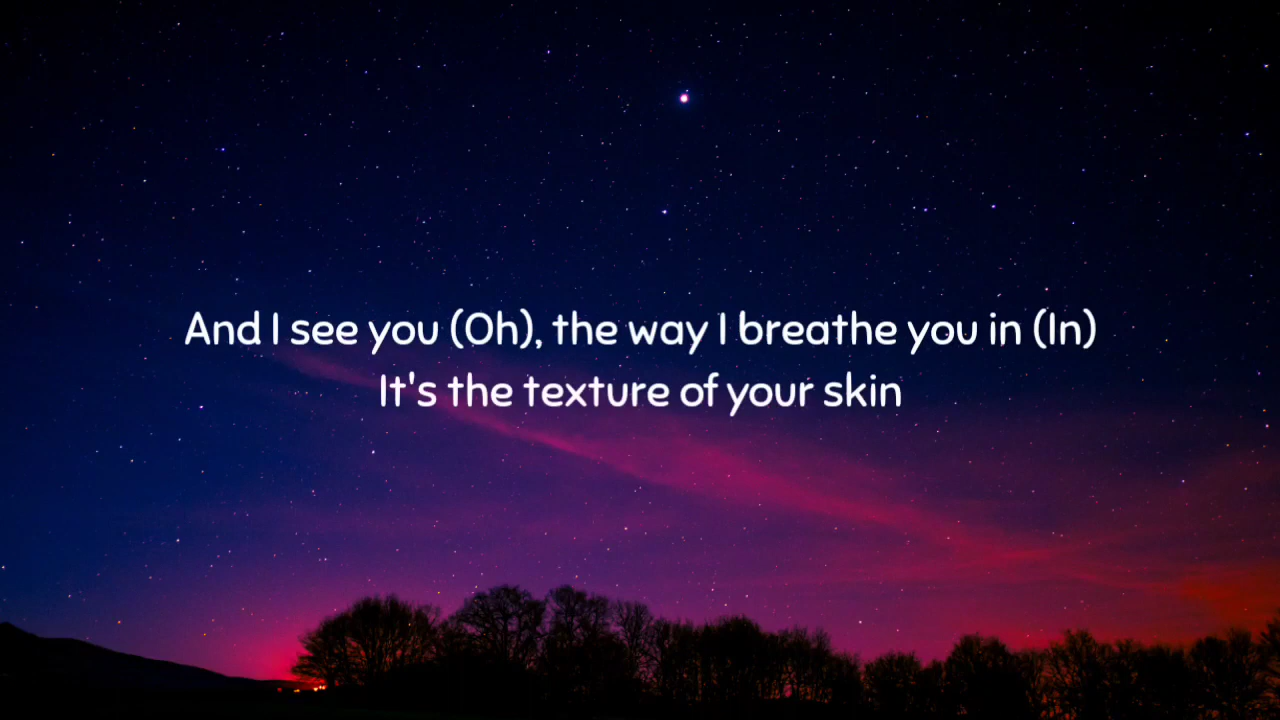 And I see you (Oh), the way I breathe you in (In)
It's the texture of your skin